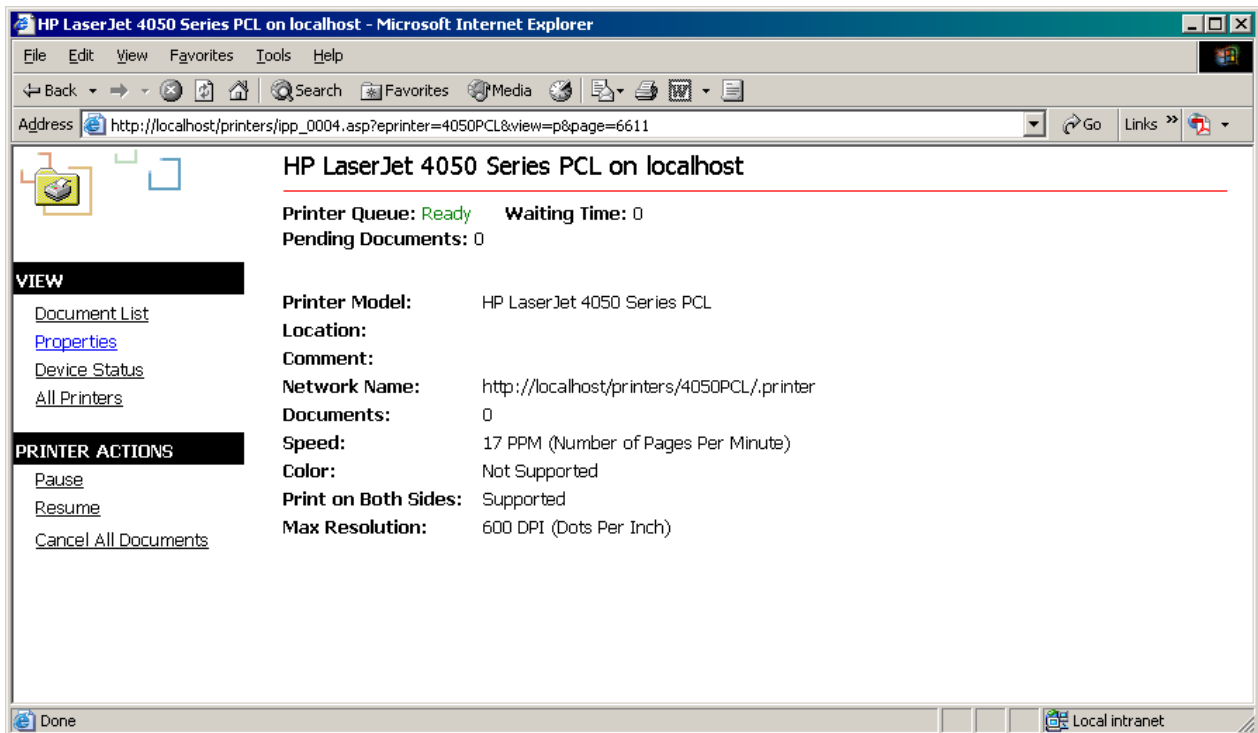 HP LaserJet 4050 Series PCL on localhost - Microsoft Internet Explorer
File Edit View Favorites Tools Help
Back Search Favorites Media
Address http://localhost/printers/ipp_0004.asp?eprinter=4050PCL&view=p&page=6611 Go Links »
HP LaserJet 4050 Series PCL on localhost
Printer Queue: Ready Waiting Time: 0
Pending Documents: 0
VIEW
Document List
Properties
Device Status
All Printers
PRINTER ACTIONS
Pause
Resume
Cancel All Documents
Printer Model: HP LaserJet 4050 Series PCL
Location:
Comment:
Network Name: http://localhost/printers/4050PCL/.printer
Documents: 0
Speed: 17 PPM (Number of Pages Per Minute)
Color: Not Supported
Print on Both Sides: Supported
Max Resolution: 600 DPI (Dots Per Inch)
Done Local intranet